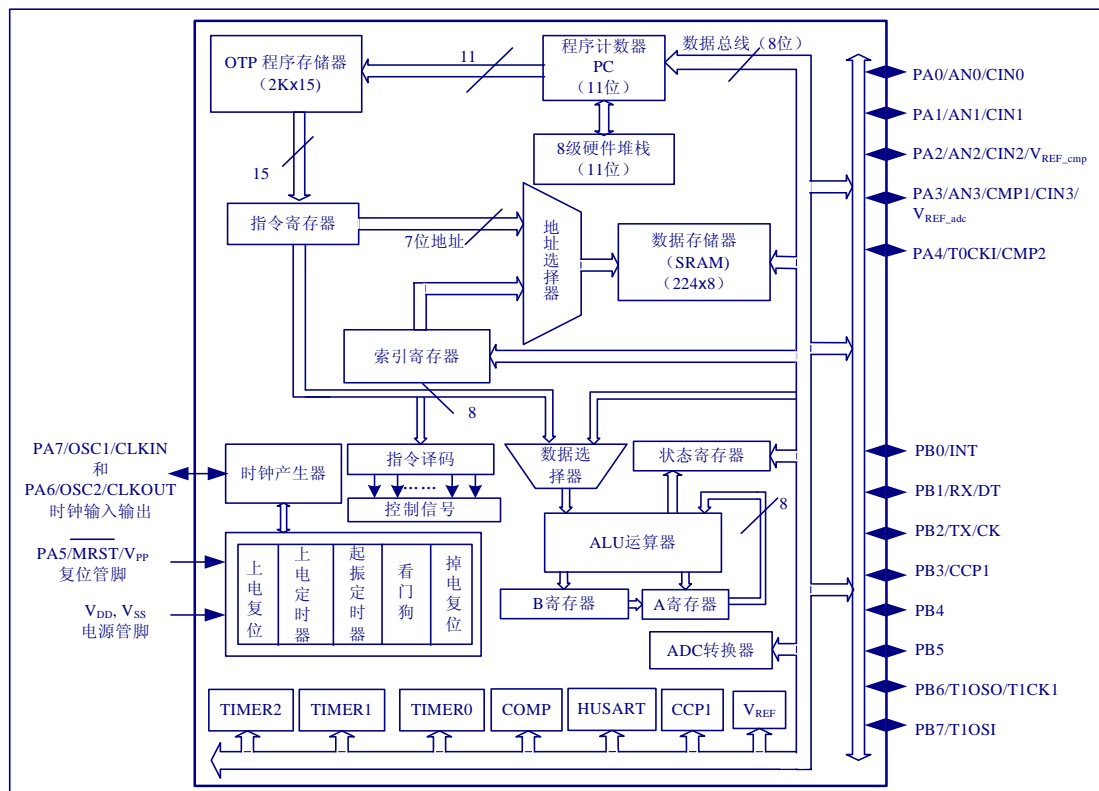 OTP 程序存储器
（2Kx15）
11
程序计数器
PC
（11位）
数据总线（8位）
8级硬件堆栈
（11位）
15
指令寄存器
7位地址
地址选择器
数据存储器
（SRAM)
（224x8）
索引寄存器
8
指令译码
……
控制信号
数据选
择器
状态寄存器
ALU运算器
8
B寄存器
A寄存器
ADC转换器
PA7/OSC1/CLKIN
和
PA6/OSC2/CLKOUT
时钟输入输出
时钟产生器
PA5/MRST/VPP
复位管脚
VDD, VSS
电源管脚
上电复位
上电定时器
起振定时器
看门狗
掉电复位
TIMER2
TIMER1
TIMER0
COMP
HUSART
CCP1
VREF
PA0/AN0/CIN0
PA1/AN1/CIN1
PA2/AN2/CIN2/VREF_cmp
PA3/AN3/CMP1/CIN3/
VREF_adc
PA4/T0CKI/CMP2
PB0/INT
PB1/RX/DT
PB2/TX/CK
PB3/CCP1
PB4
PB5
PB6/T1OSO/T1CK1
PB7/T1OSI